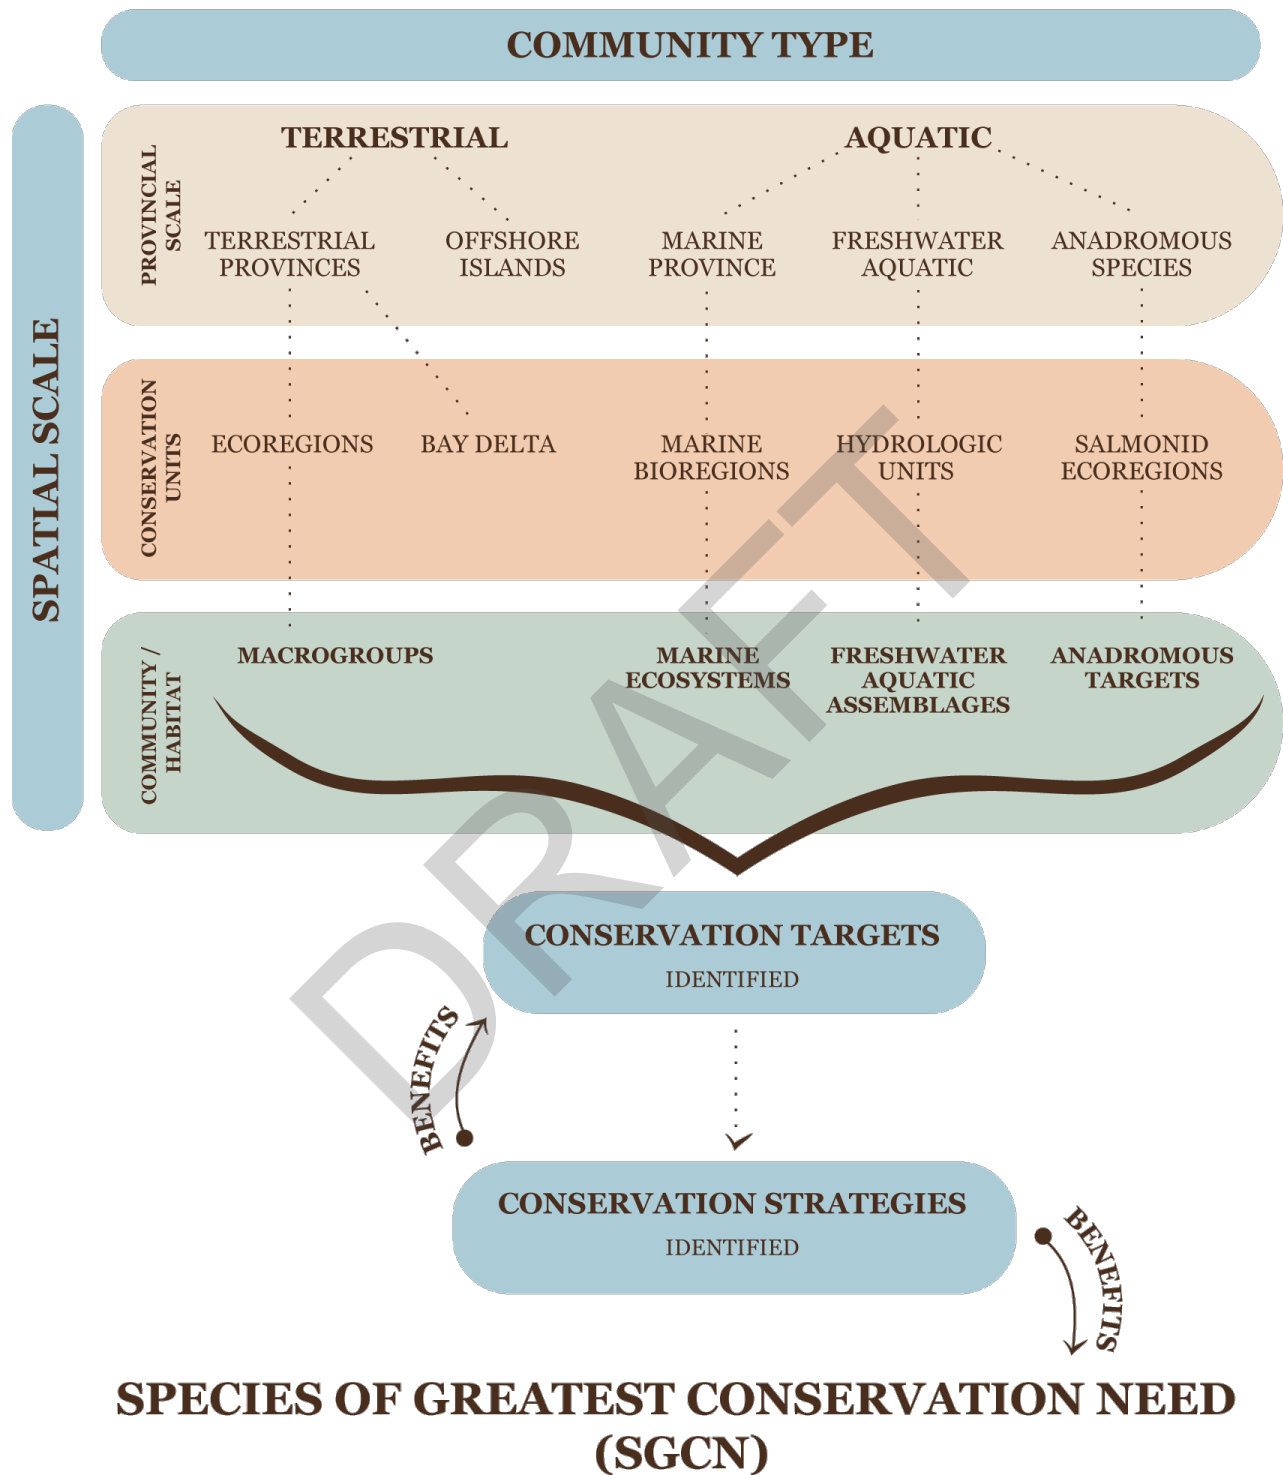 COMMUNITY TYPE
SPATIAL SCALE
PROVINCIAL
SCALE
TERRESTRIAL
AQUATIC
TERRESTRIAL
PROVINCES
OFFSHORE
ISLANDS
MARINE
PROVINCE
FRESHWATER
AQUATIC
ANADROMOUS
SPECIES
CONSERVATION
UNITS
ECOREGIONS
BAY DELTA
MARINE
BIOREGIONS
HYDROLOGIC
UNITS
SALMONID
ECOREGIONS
COMMUNITY /
HABITAT
MACROGROUPS
MARINE
ECOSYSTEMS
FRESHWATER
AQUATIC
ASSEMBLAGES
ANADROMOUS
TARGETS
DRAFT
CONSERVATION TARGETS
IDENTIFIED
BENEFITS
CONSERVATION STRATEGIES
IDENTIFIED
BENEFITS
SPECIES OF GREATEST CONSERVATION NEED
(SGCN)